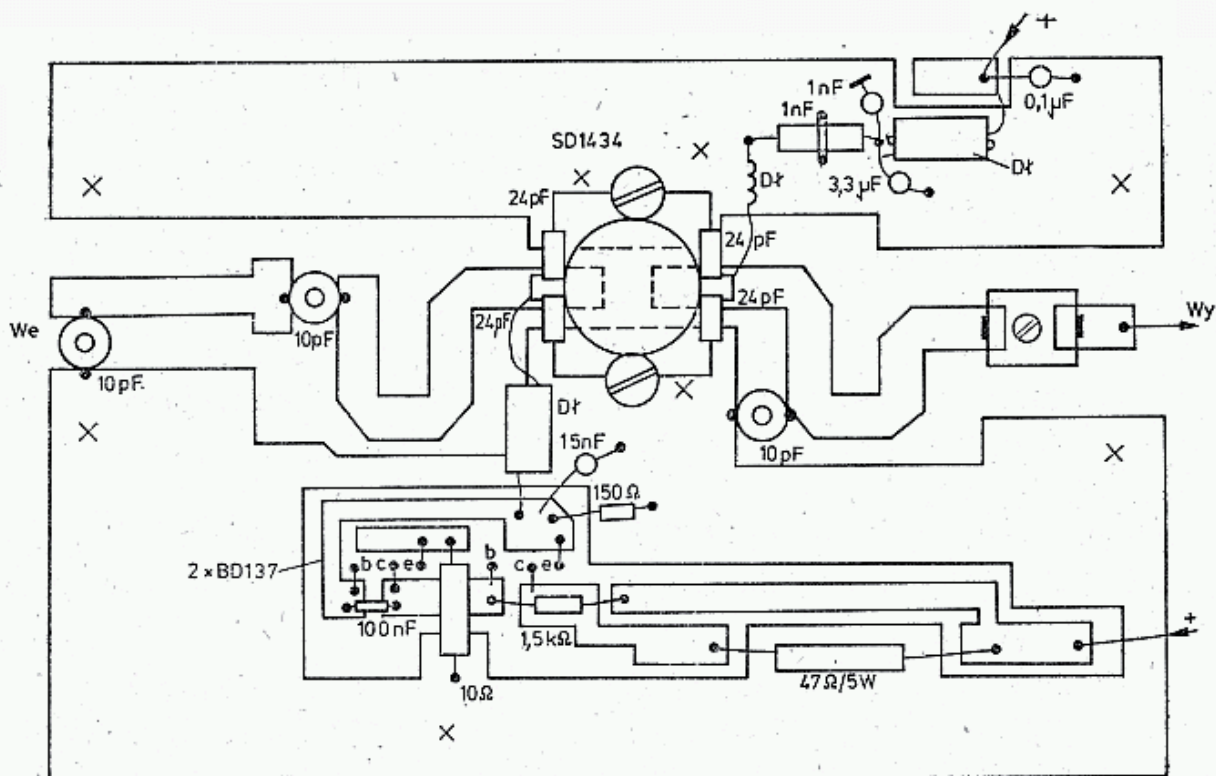 +
1nF
1nF
0,1µF
SD1434
Dł
Dł
24pF
3,3µF
24pF
24pF
24pF
We
10pF
10pF.
Wy
Dł
15nF
10pF
150Ω
b c e
b
c e
2×BD137
100nF
1,5kΩ
+
47Ω/5W
10Ω